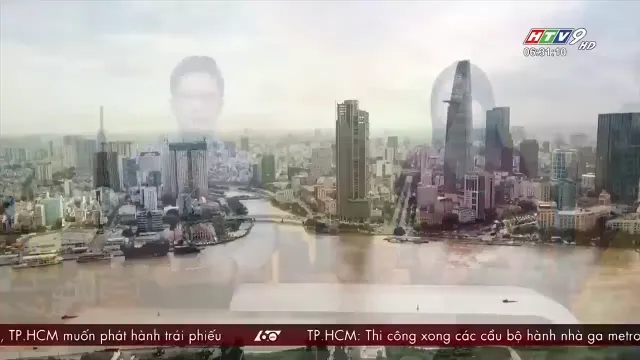 HTV9 HD
06:31:10
, TP.HCM muốn phát hành trái phiếu 60 TP.HCM: Thi công xong các cầu bộ hành nhà ga metro